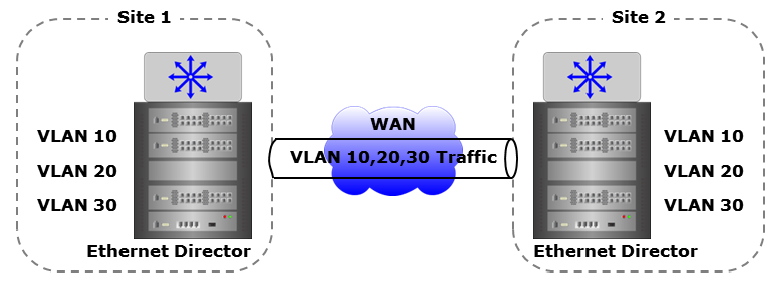 Site 1
Site 2
VLAN 10
VLAN 20
VLAN 30
Ethernet Director
WAN
VLAN 10,20,30 Traffic
VLAN 10
VLAN 20
VLAN 30
Ethernet Director